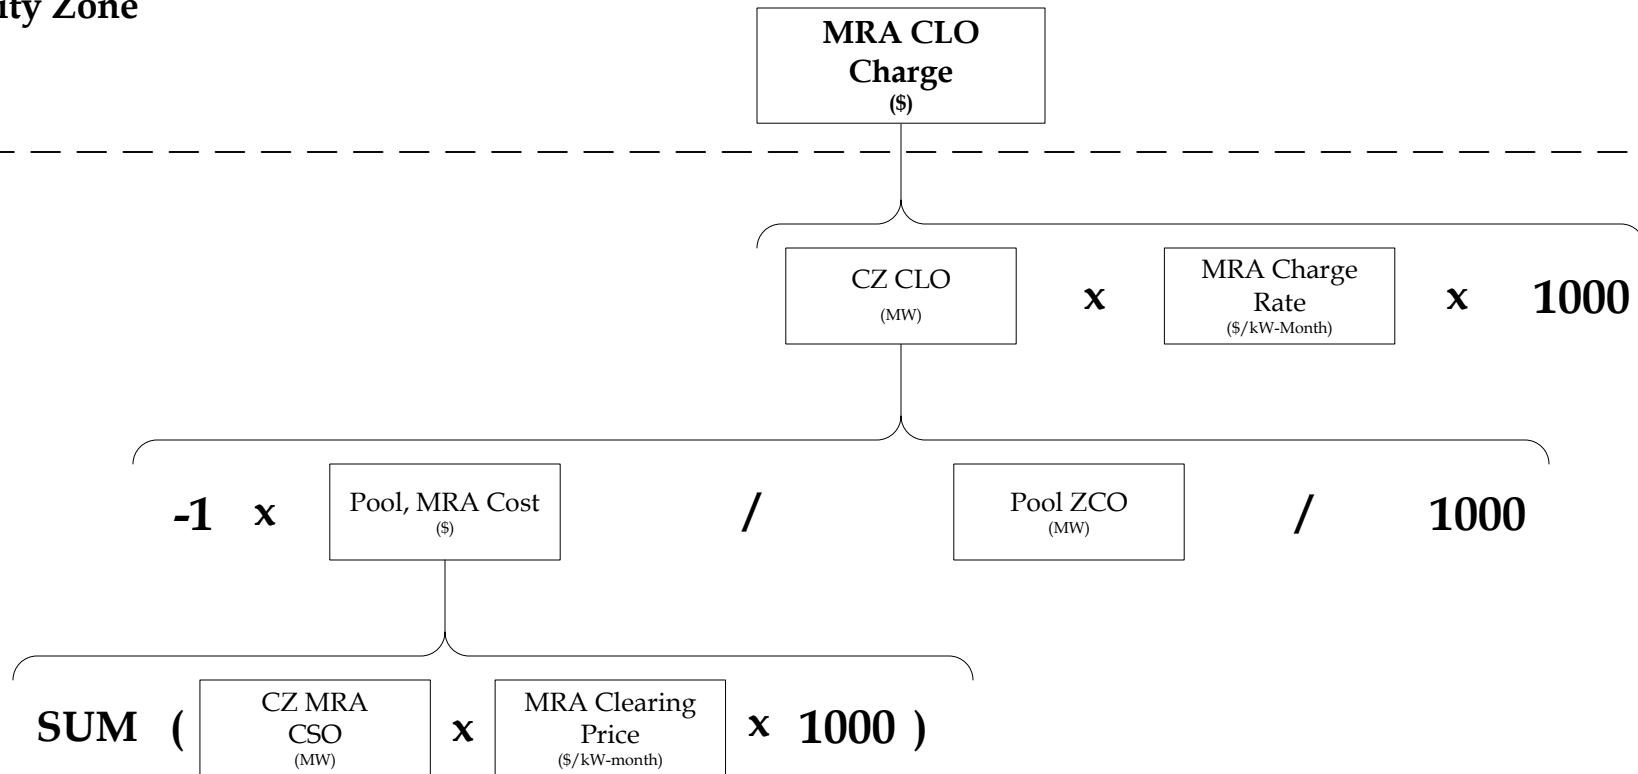 ity Zone
MRA CLO
Charge
($)
CZ CLO
(MW)
x
MRA Charge
Rate
($/kW-Month)
x
1000
-1
x
Pool, MRA Cost
($)
/
Pool ZCO
(MW)
/
1000
SUM
(
CZ MRA
CSO
(MW)
x
MRA Clearing
Price
($/kW-month)
x
1000
)